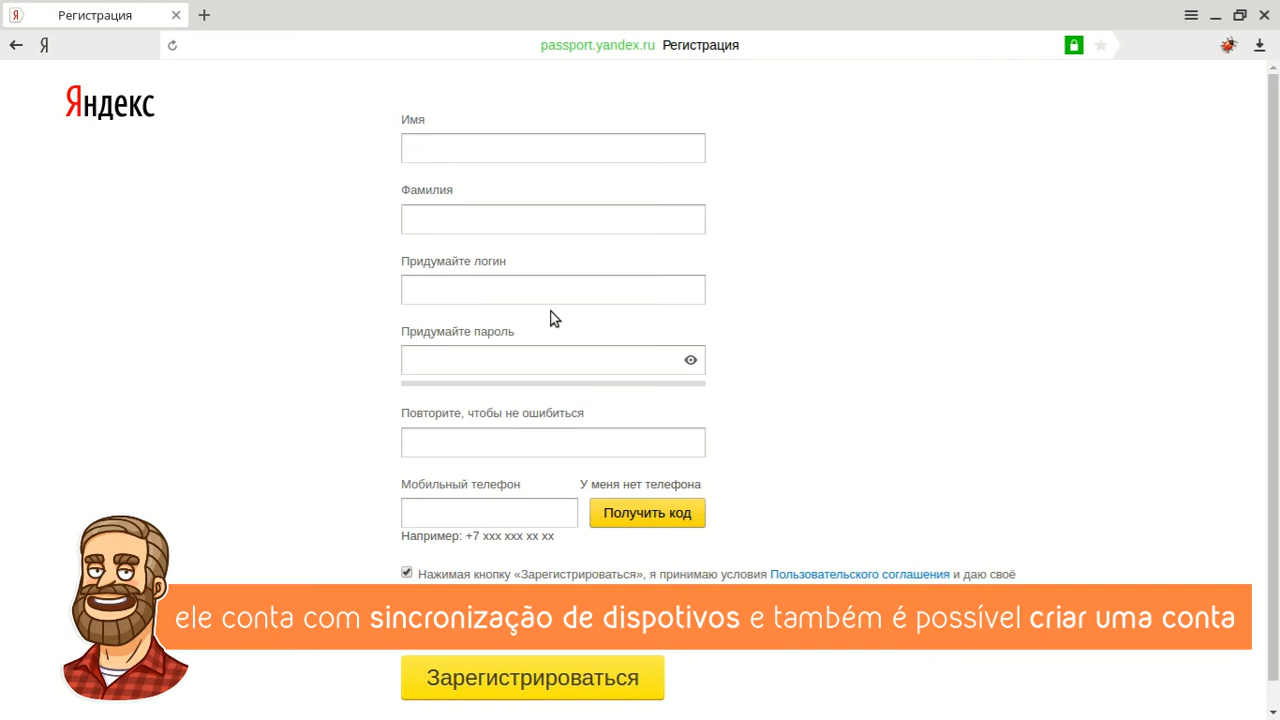 Регистрация
Я
passport.yandex.ru Регистрация
Яндекс
Имя
Фамилия
Придумайте логин
Придумайте пароль
Повторите, чтобы не ошибиться
Мобильный телефон
У меня нет телефона
Получить код
Например: +7 xxx xxx xx xx
Нажимая кнопку «Зарегистрироваться», я принимаю условия Пользовательского соглашения и даю своё
ele conta com sincronização de dispotivos e também é possível criar uma conta
Зарегистрироваться